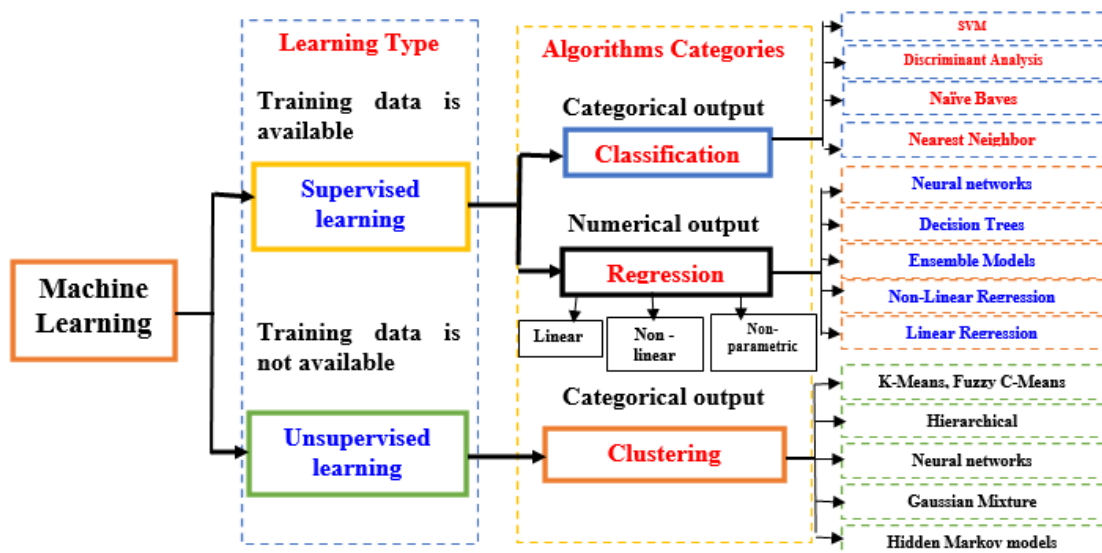 Learning Type
Algorithms Categories
Training data is
available
Supervised
learning
Machine
Learning
Training data is
not available
Unsupervised
learning
Categorical output
Classification
Numerical output
Regression
Linear
Non -
linear
Non-
parametric
Categorical output
Clustering
SVM
Discriminant Analysis
Naïve Baves
Nearest Neighbor
Neural networks
Decision Trees
Ensemble Models
Non-Linear Regression
Linear Regression
K-Means, Fuzzy C-Means
Hierarchical
Neural networks
Gaussian Mixture
Hidden Markov models